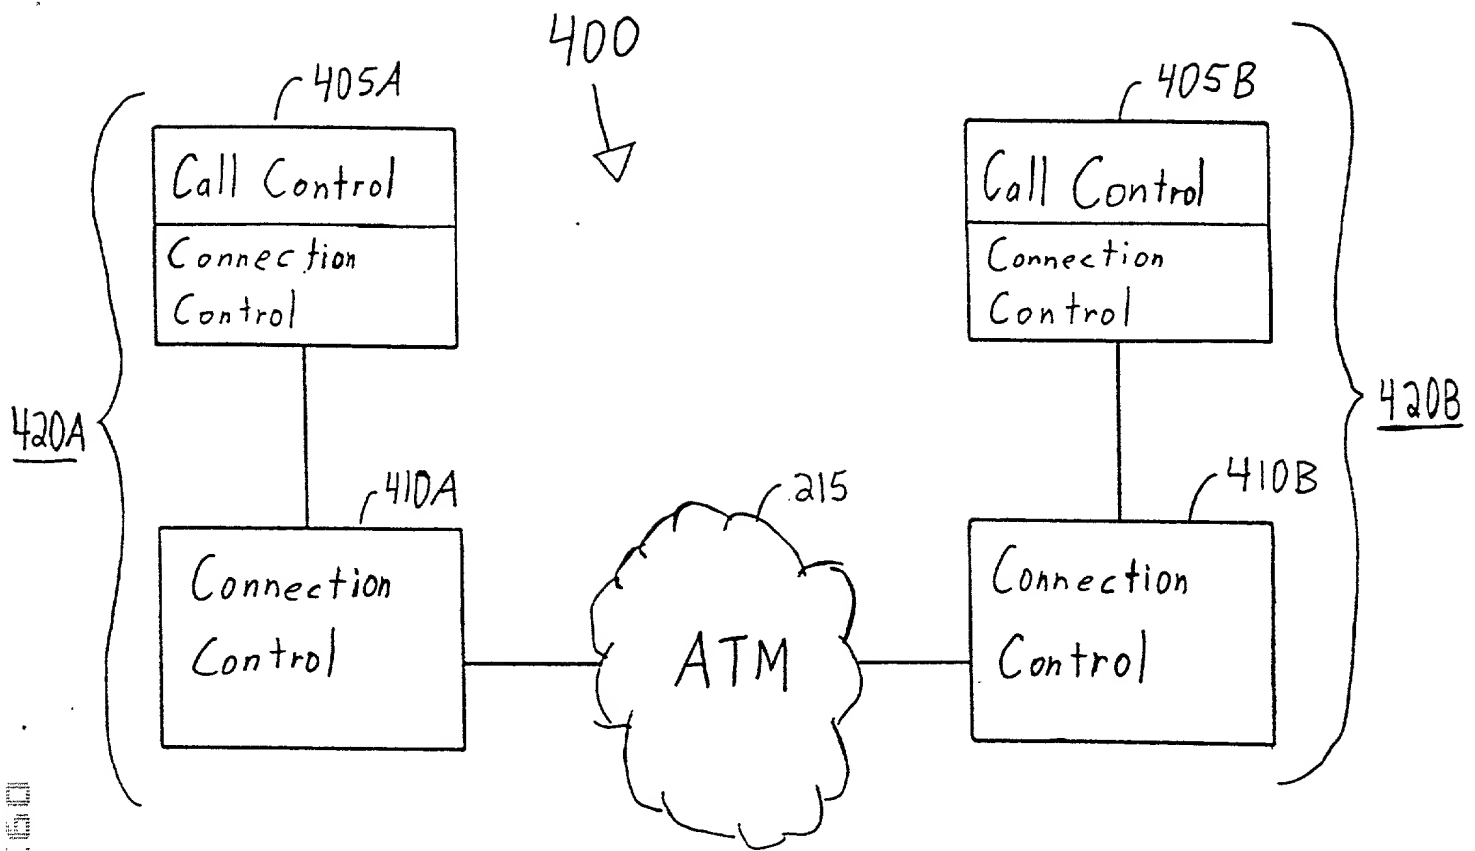 400
405A
Call Control
Connection
Control
420A
410A
Connection
Control
215
ATM
405B
Call Control
Connection
Control
420B
410B
Connection
Control